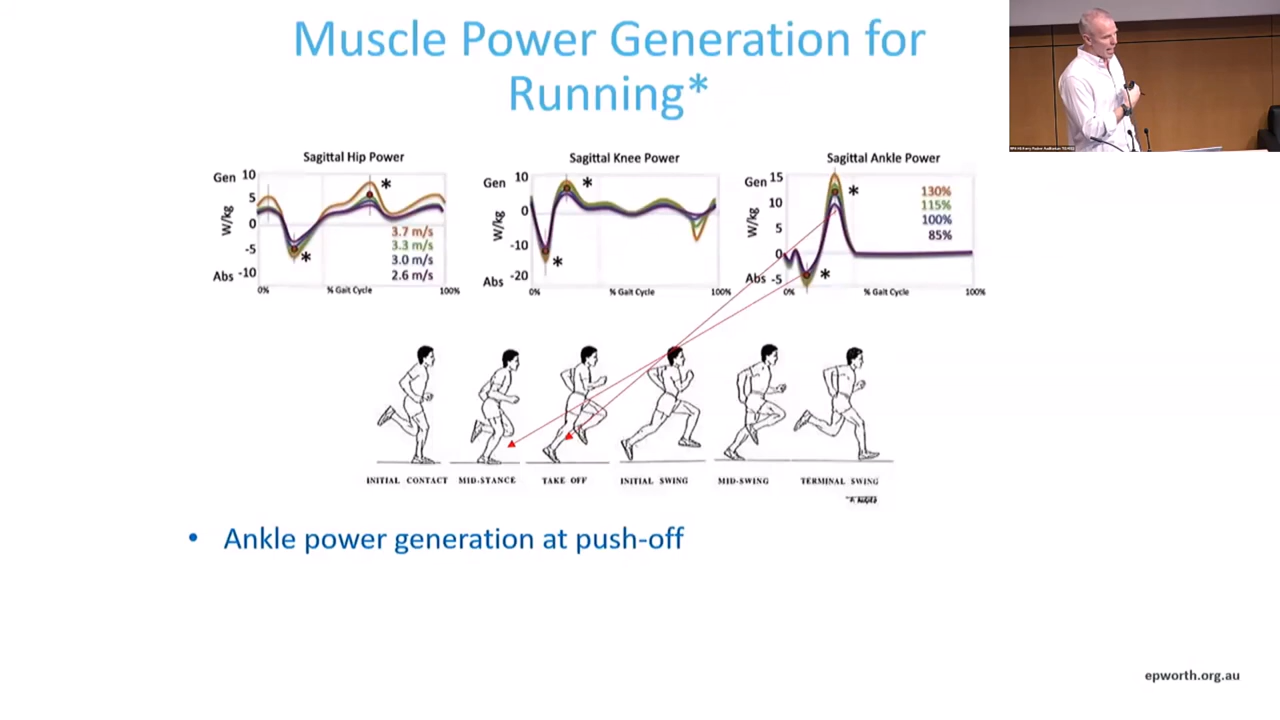 Muscle Power Generation for
Running*
Sagittal Hip Power
Gen 10
5
W/kg
0
-5
Abs -10
*
*
3.7 m/s
3.3 m/s
3.0 m/s
2.6 m/s
0%
% Gait Cycle
100%
Sagittal Knee Power
Gen 10
0
W/kg
-10
Abs -20
*
*
0%
% Gait Cycle
100%
Sagittal Ankle Power
Gen 15
10
W/kg
5
0
Abs -5
*
*
130%
115%
100%
85%
0%
% Gait Cycle
100%
INITIAL CONTACT MID-STANCE TAKE OFF INITIAL SWING MID-SWING TERMINAL SWING
• Ankle power generation at push-off
epworth.org.au